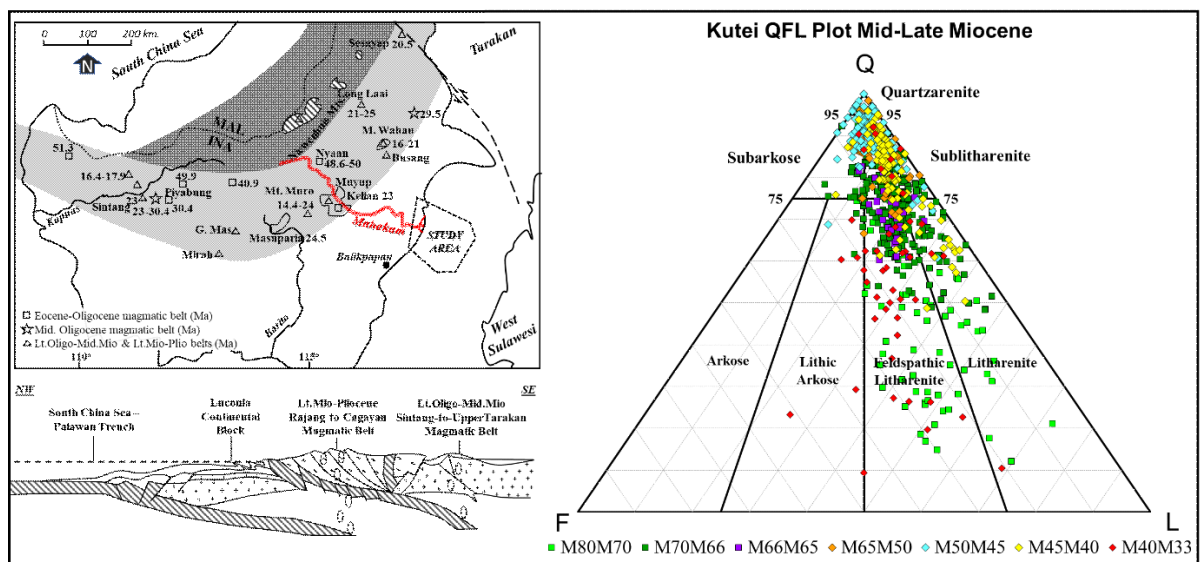 0 100 200 km.
N
South China Sea
Sesayap 20.5
Tarakan
Long Laai
21-25
29.5
MAL
INA
M. Wahau
16-21
Busang
51.3
Nyaan
48.6-50
16.4-17.9
49.9
40.9
Piyabung
Muyup
Mt. Muro
Kelian 23
14.4-24
Sintang
23
23-30.4
30.4
Kapuas
Mahakam
G. Mas
Masuparia 24.5
STUDY
AREA
Mirah
Balikpapan
Barito
West
Sulawesi
Eocene-Oligocene magmatic belt (Ma)
Mid. Oligocene magmatic belt (Ma)
Lt.Oligo-Mid.Mio & Lt.Mio-Plio belts (Ma)
NW
SE
South China Sea–
Palawan Trench
Luconia
Continental
Block
Lt.Mio-Pliocene
Rajang to Cagayan
Magmatic Belt
Lt.Oligo-Mid.Mio
Sintang-to-UpperTarakan
Magmatic Belt
Kutei QFL Plot Mid-Late Miocene
Q
Quartzarenite
95 95
Subarkose
Sublitharenite
75 75
Arkose
Lithic
Arkose
Feldspathic
Litharenite
Litharenite
F
L
M80M70 M70M66 M66M65 M65M50 M50M45 M45M40 M40M33